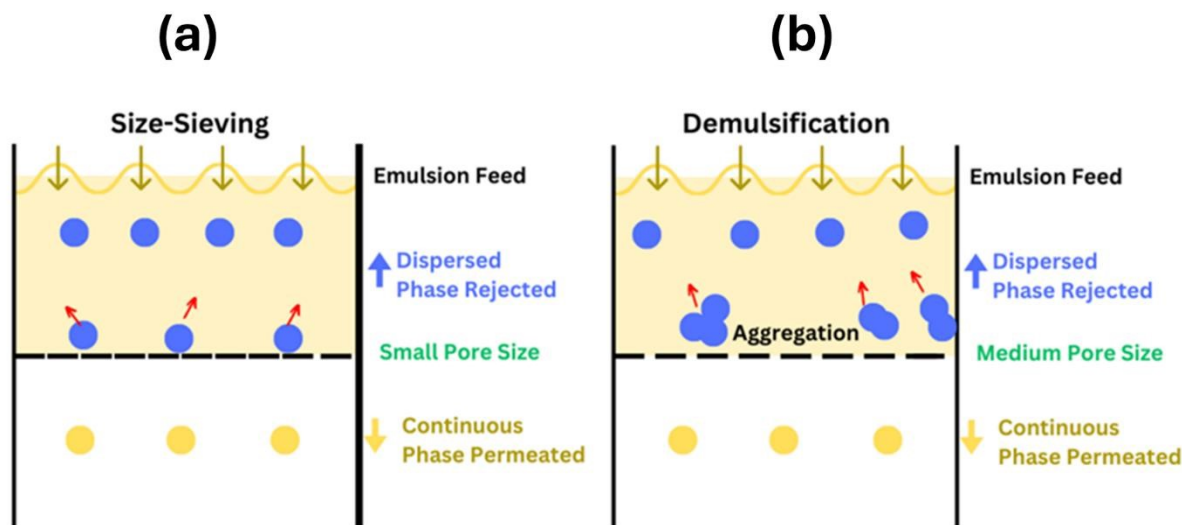 (a)
Size-Sieving
Emulsion Feed
Dispersed
Phase Rejected
Small Pore Size
Continuous
Phase Permeated
(b)
Demulsification
Emulsion Feed
Dispersed
Phase Rejected
Aggregation
Medium Pore Size
Continuous
Phase Permeated